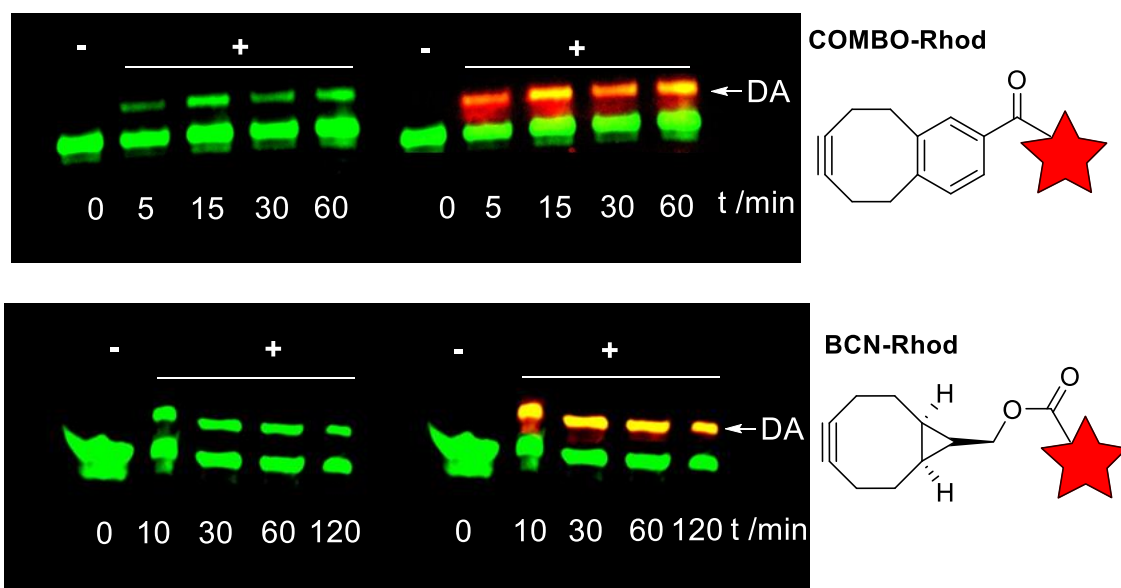 - + - + COMBO-Rhod
O
DA
0 5 15 30 60 0 5 15 30 60 t /min
- + - + BCN-Rhod
O
H O
DA
H
0 10 30 60 120 0 10 30 60 120 t /min